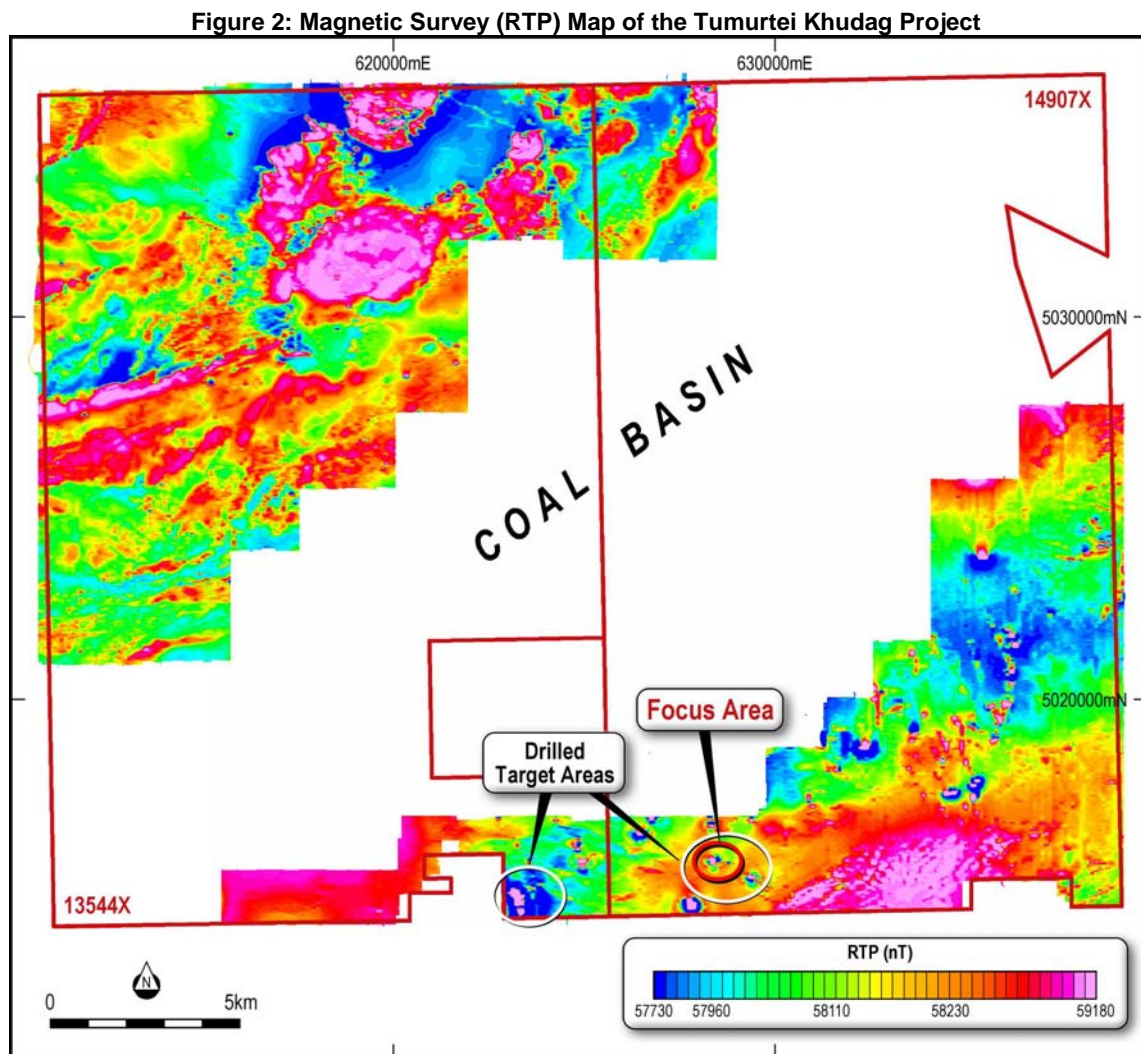 Figure 2: Magnetic Survey (RTP) Map of the Tumurtei Khudag Project
620000mE
630000mE
14907X
5030000mN
COAL BASIN
5020000mN
Focus Area
Drilled
Target Areas
13544X
RTP (nT)
57730
57960
58110
58230
59180
N
0
5km